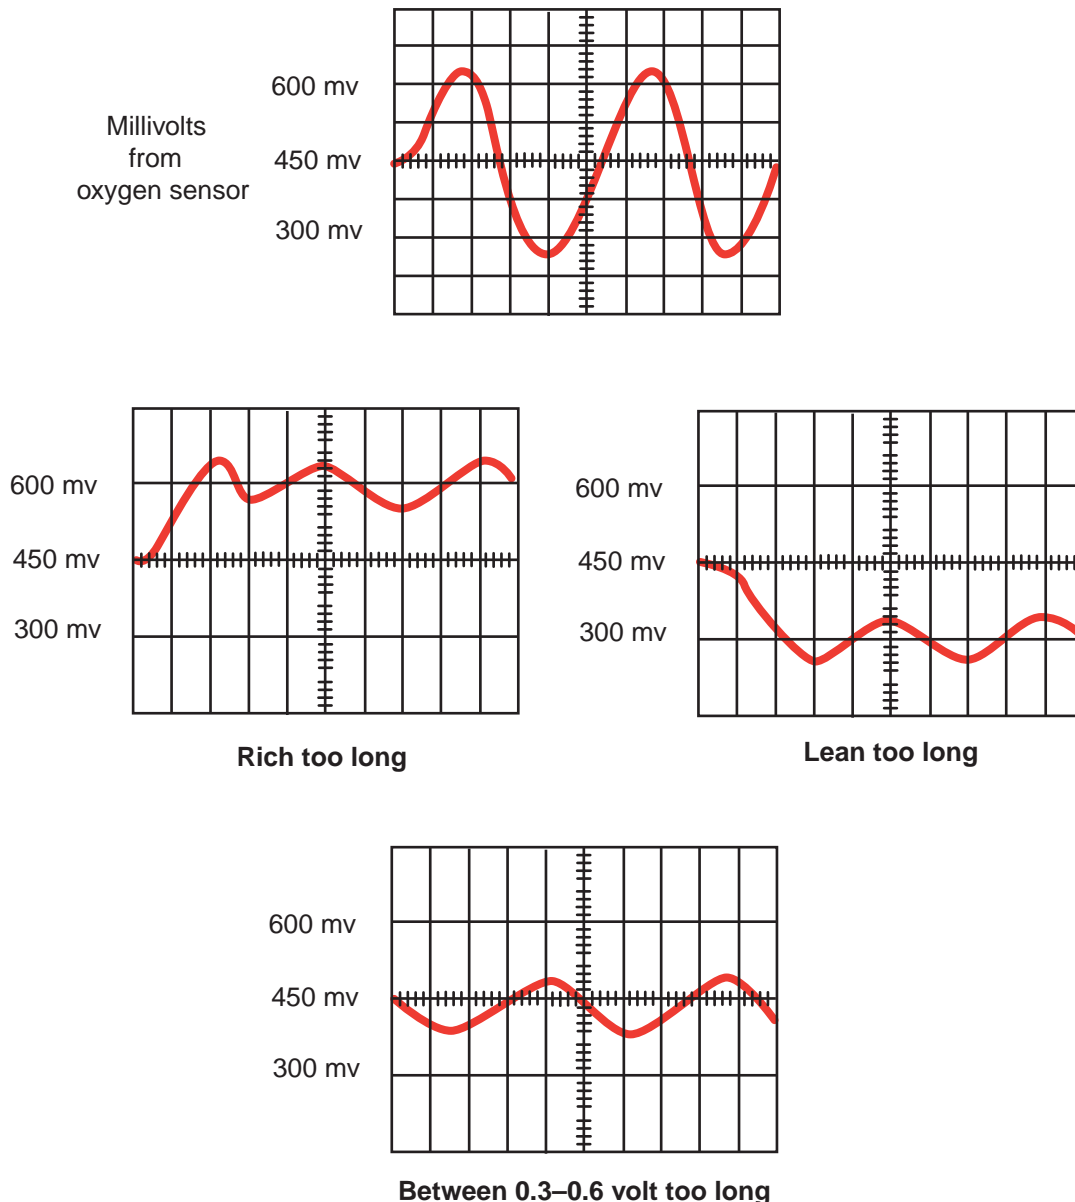 600 mv
Millivolts
from
oxygen sensor
450 mv
300 mv
600 mv
450 mv
300 mv
Rich too long
600 mv
450 mv
300 mv
Lean too long
600 mv
450 mv
300 mv
Between 0.3–0.6 volt too long